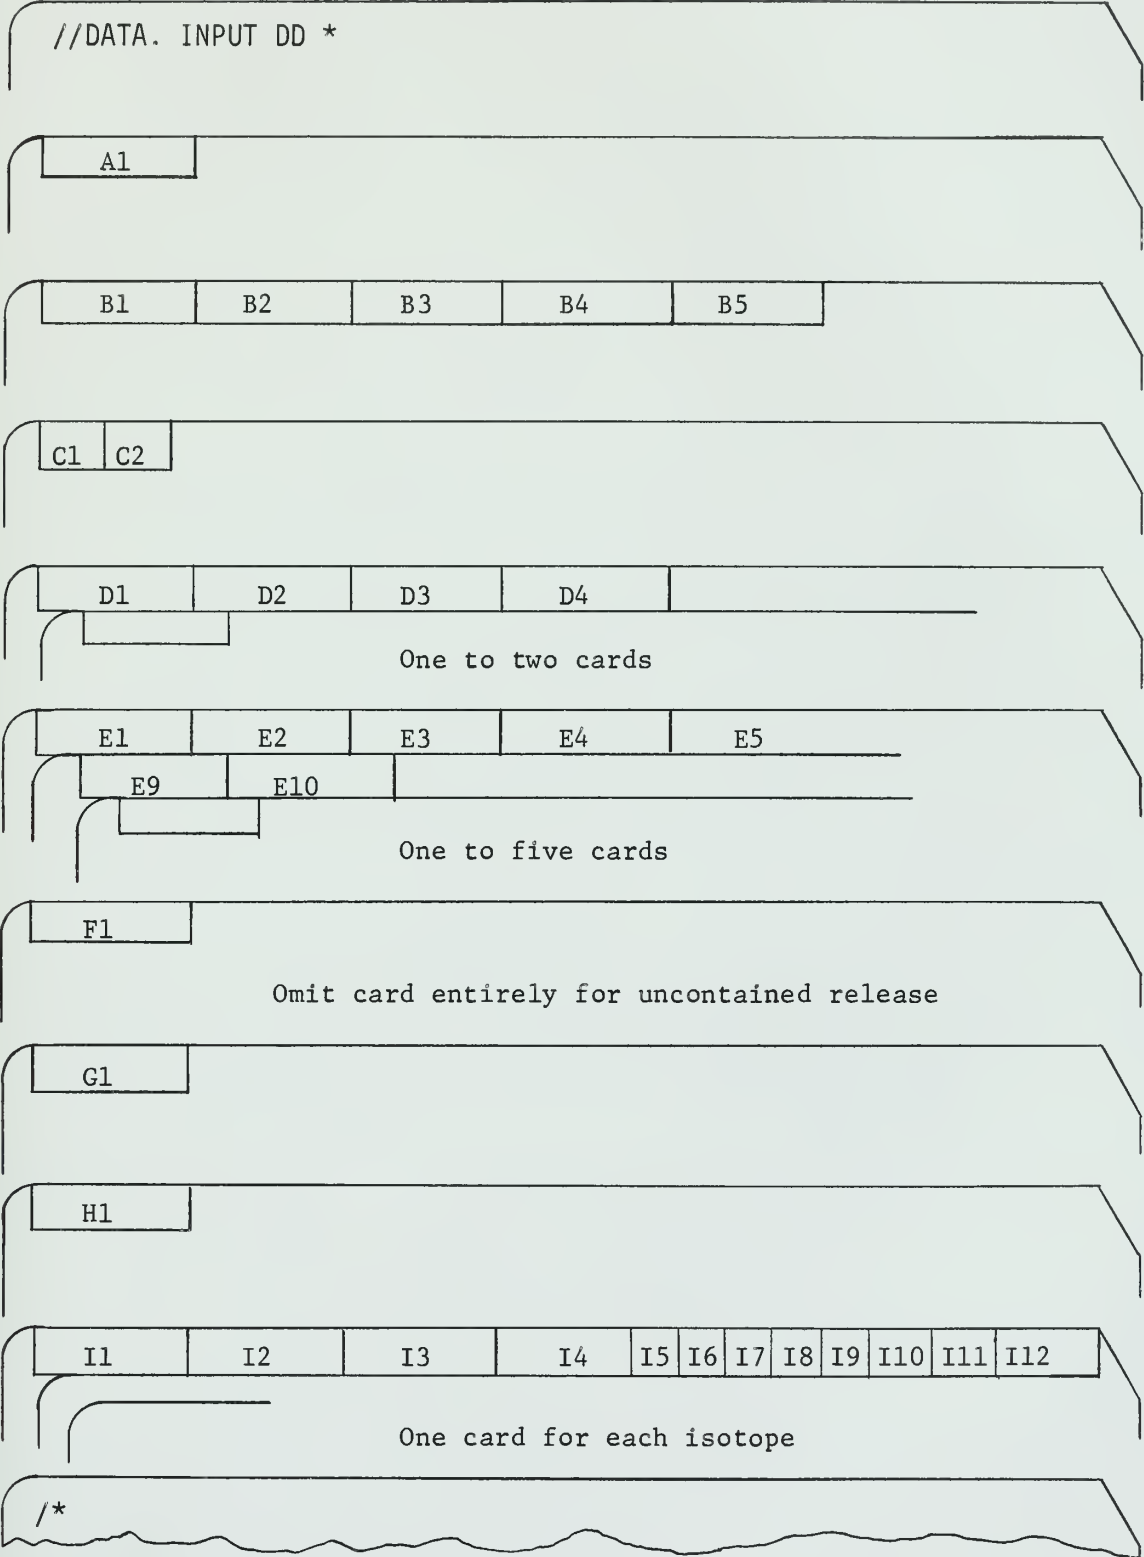 //DATA. INPUT DD *
A1
B1 B2 B3 B4 B5
C1 C2
D1 D2 D3 D4
One to two cards
E1 E2 E3 E4 E5
E9 E10
One to five cards
F1
Omit card entirely for uncontained release
G1
H1
I1 I2 I3 I4 I5 I6 I7 I8 I9 I10 I11 I12
One card for each isotope
/*